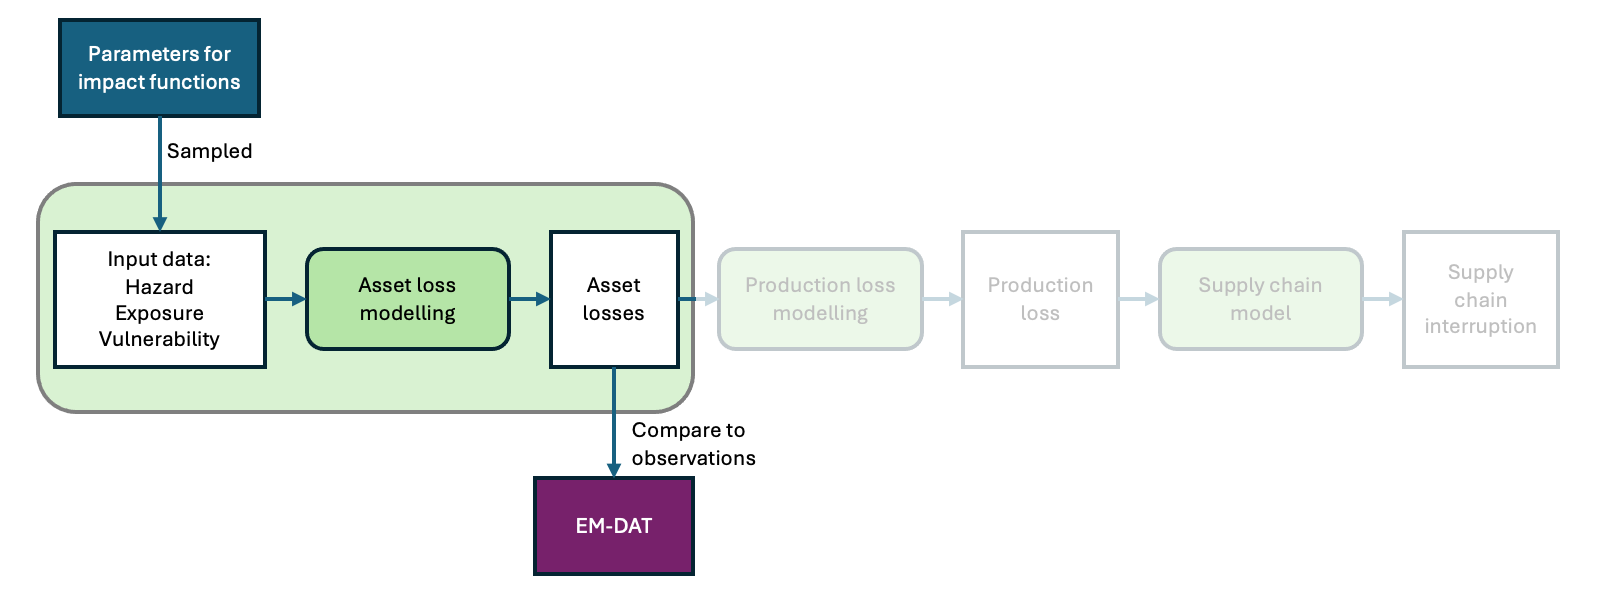 Parameters for
impact functions
Sampled
Input data:
Hazard
Exposure
Vulnerability
Asset loss
modelling
Asset
losses
Production loss
modelling
Production
loss
Supply chain
model
Supply
chain
interruption
Compare to
observations
EM-DAT